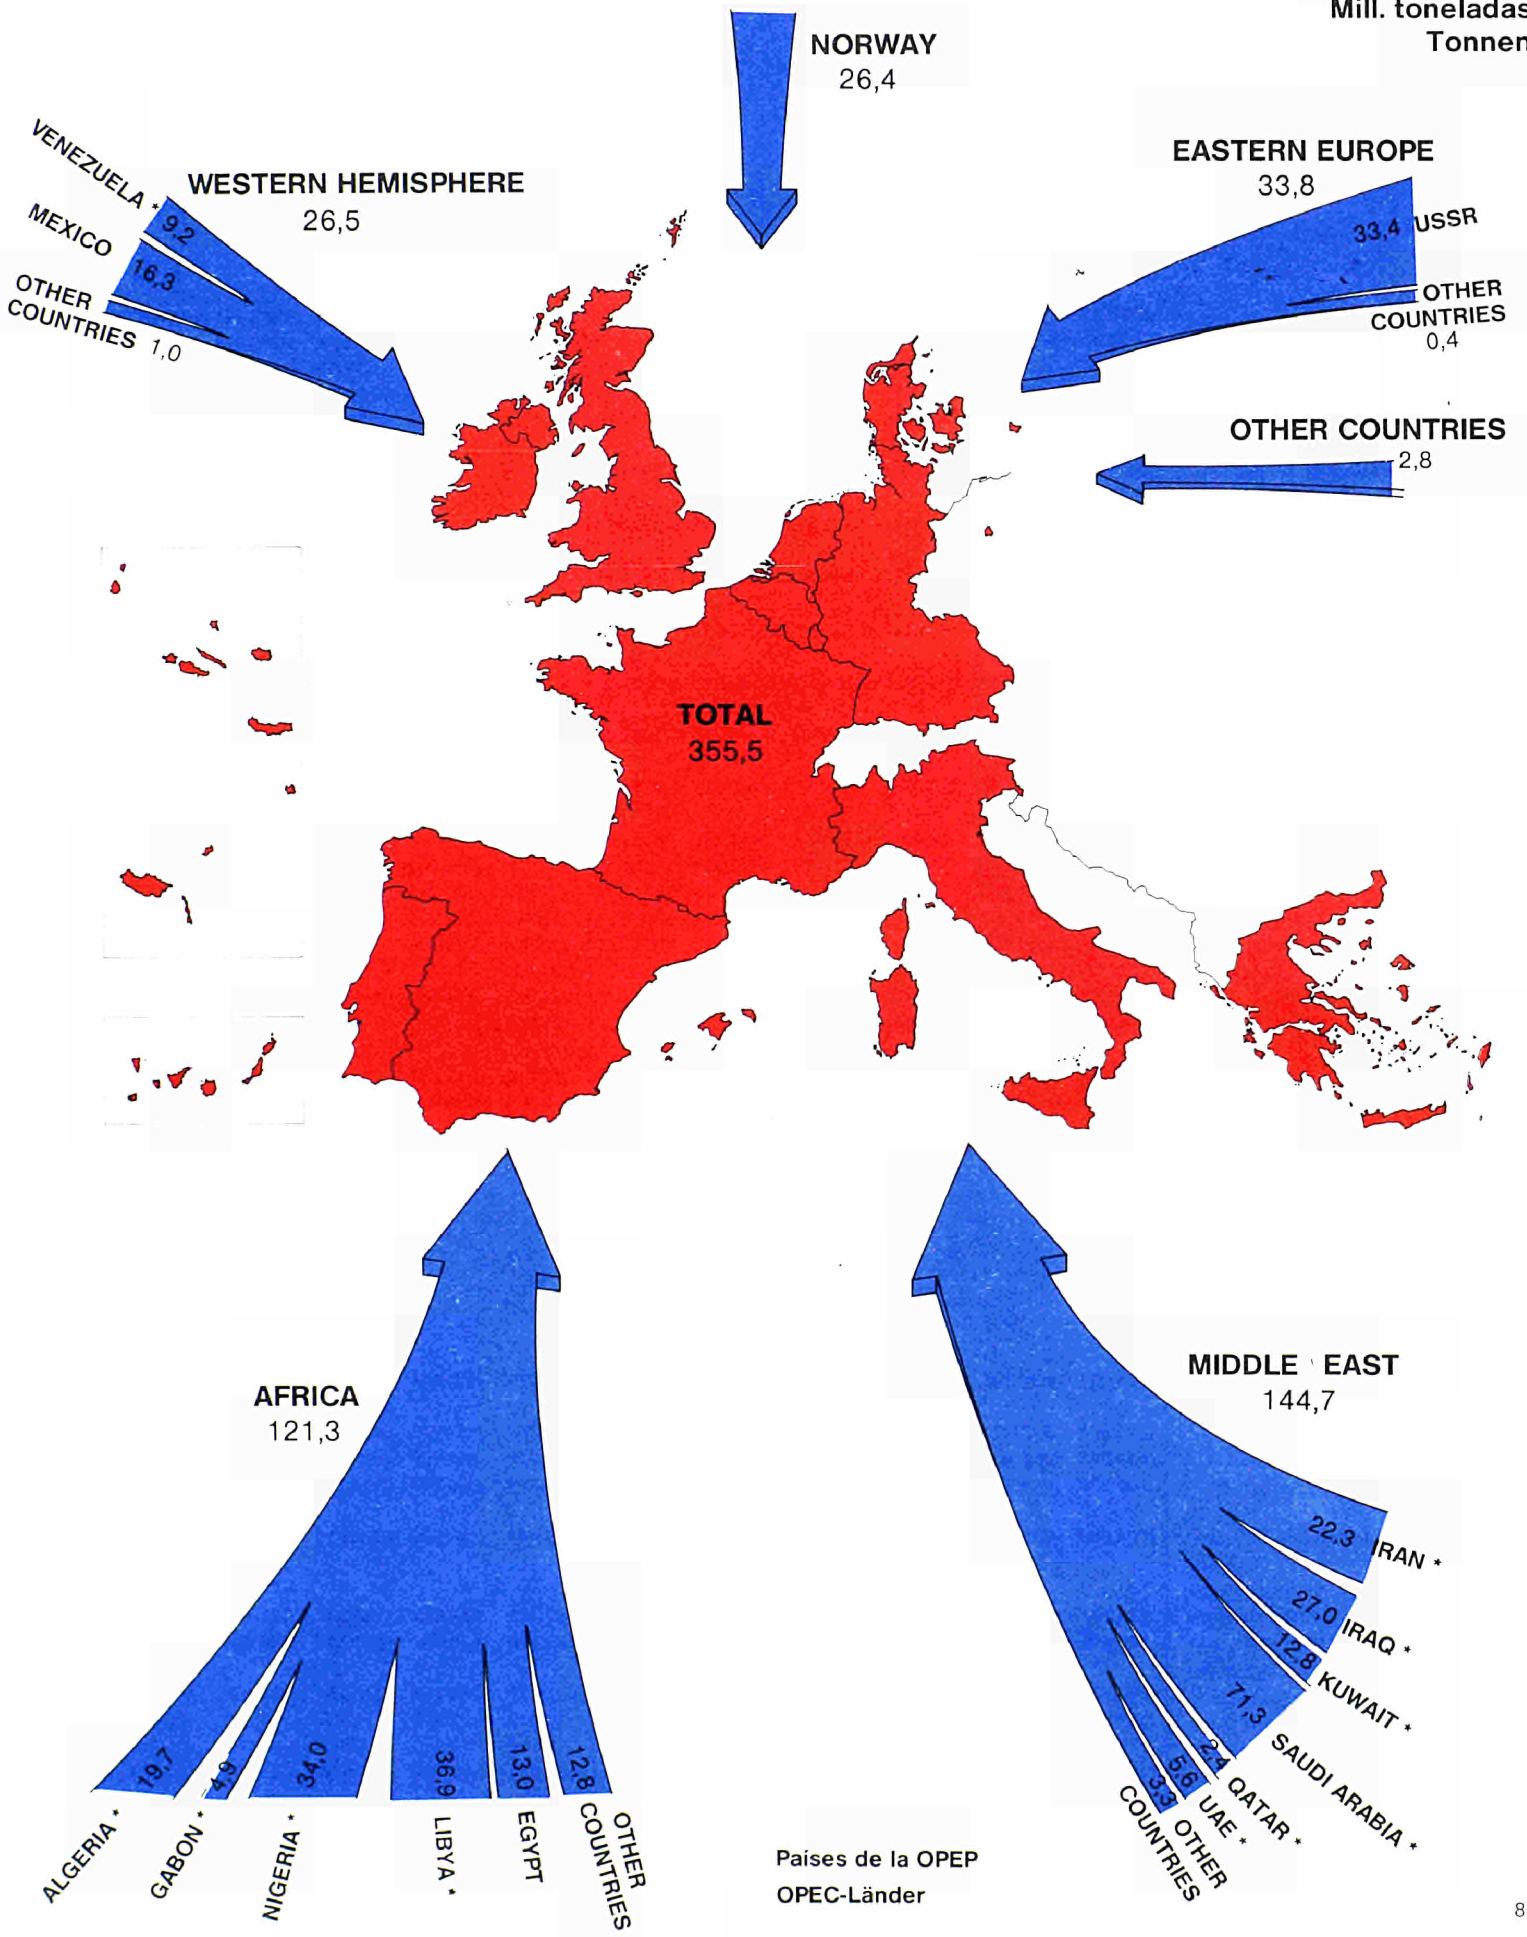 Mill. toneladas
Tonnen
NORWAY
26,4
EASTERN EUROPE
33,8
33,4 USSR
OTHER
COUNTRIES
0,4
OTHER COUNTRIES
2,8
WESTERN HEMISPHERE
26,5
VENEZUELA *
9,2
MEXICO
16,3
OTHER
COUNTRIES 1,0
TOTAL
355,5
AFRICA
121,3
19,7
4,9
34,0
36,9
13,0
12,8
ALGERIA *
GABON *
NIGERIA *
LIBYA *
EGYPT
OTHER
COUNTRIES
MIDDLE EAST
144,7
22,3 IRAN *
27,0 IRAQ *
12,8 KUWAIT *
71,3 SAUDI ARABIA *
2,4 QATAR *
5,6 UAE *
3,3 OTHER
COUNTRIES
Países de la OPEP
OPEC-Länder
8